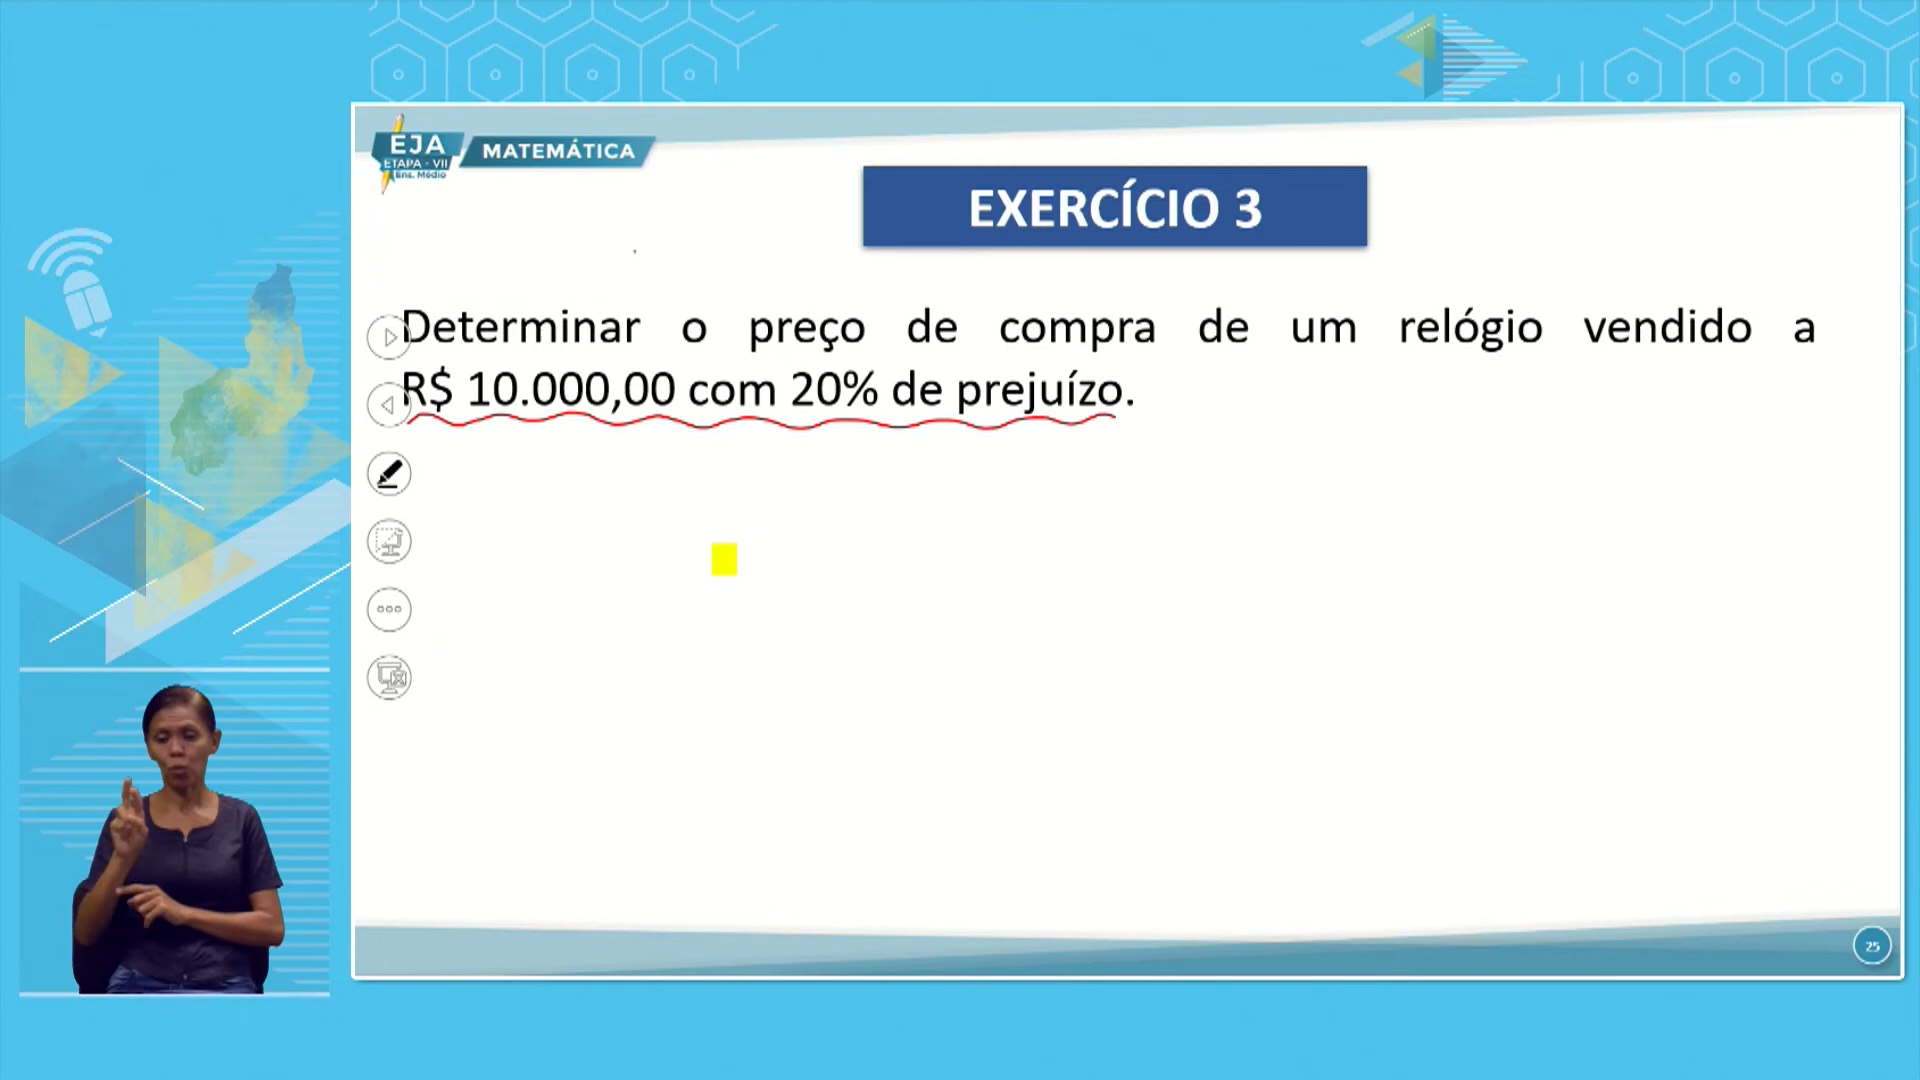 EJA
ETAPA - VII
Ens. Médio
MATEMÁTICA
EXERCÍCIO 3
Determinar o preço de compra de um relógio vendido a
R$ 10.000,00 com 20% de prejuízo.
25